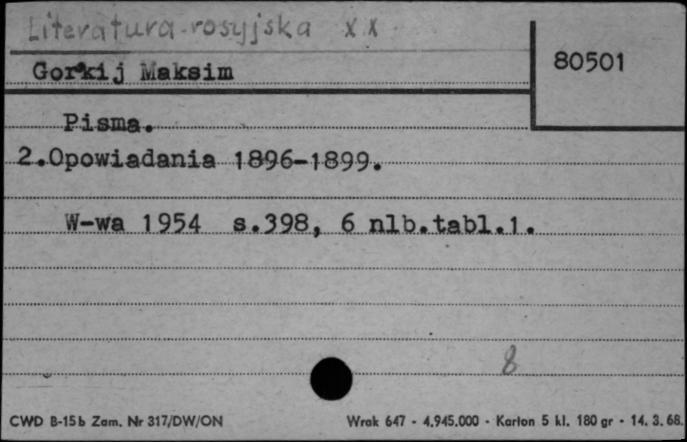 Literatura rosyjska XX
80501
Gorkij Maksim
Pisma.
2.Opowiadania 1896-1899.
W-wa 1954 s.398, 6 nlb.tabl.1.
8
CWD B-15b Zam. Nr 317/DW/ON Wrak 647 - 4.945.000 - Karton 5 kl. 180 gr - 14. 3. 68.